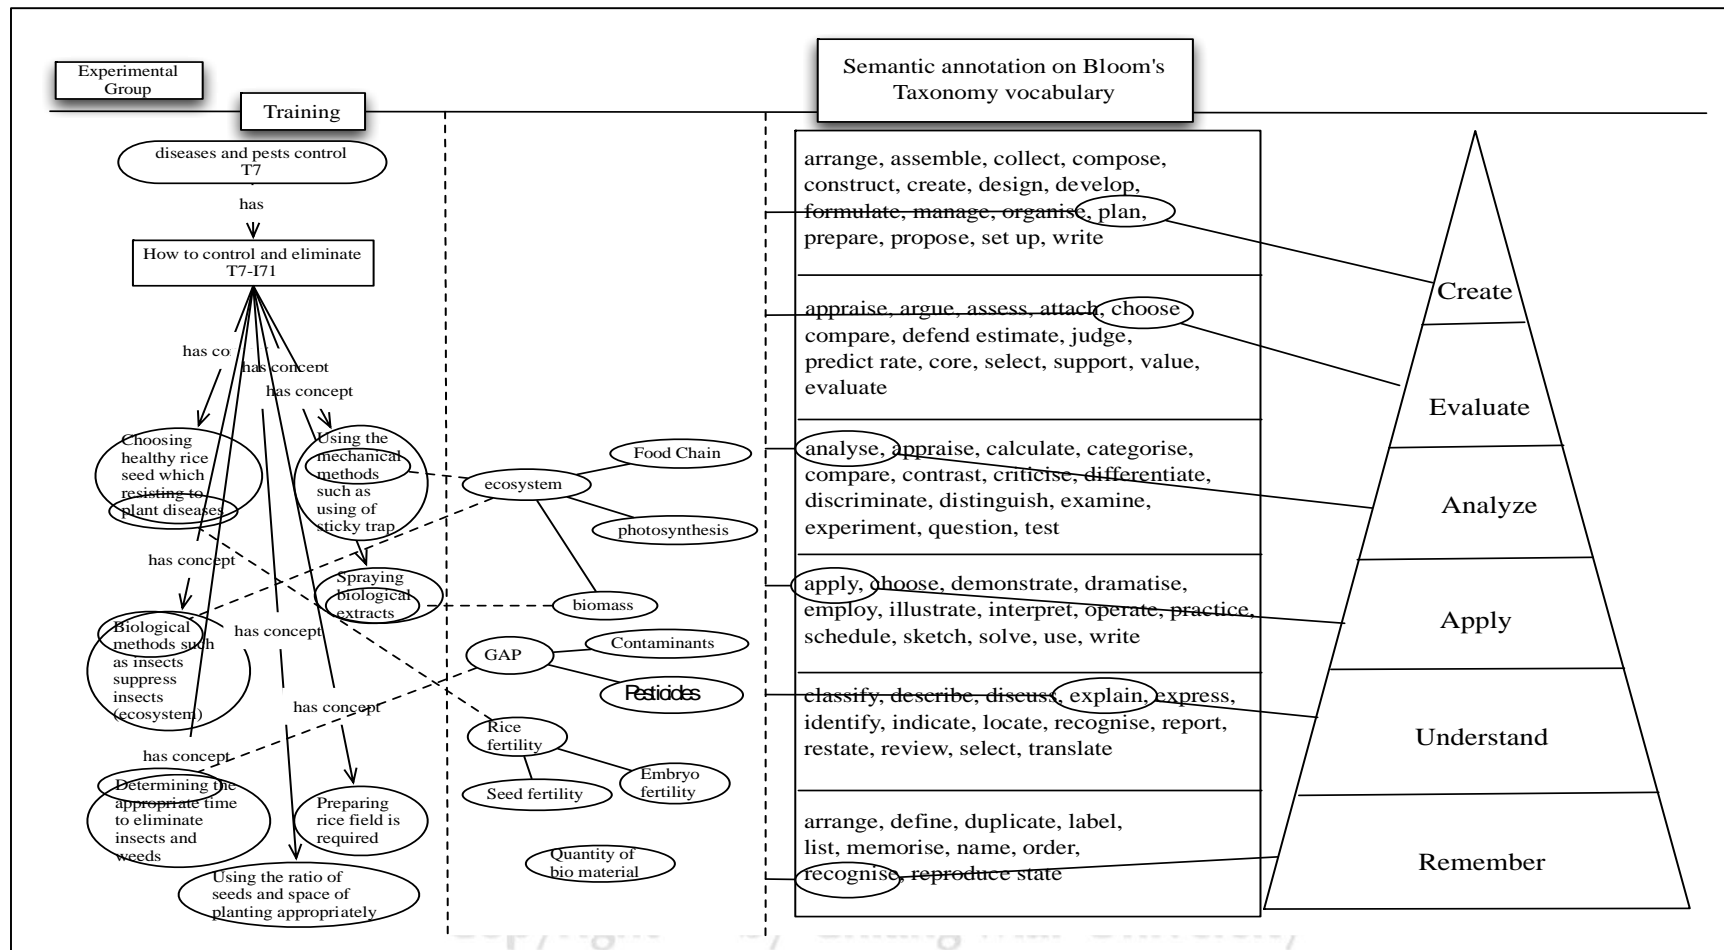 Experimental
Group
Training
Semantic annotation on Bloom's
Taxonomy vocabulary
diseases and pests control
T7
has
How to control and eliminate
T7-I71
has co
has concept
has concept
Choosing
healthy rice
seed which
resisting to
plant diseases
Using the
mechanical
methods
such as
using of
sticky trap
has concept
Spraying
biological
extracts
Biological
methods such
as insects
suppress
insects
(ecosystem)
has concept
has concept
has concept
Determining the
appropriate time
to eliminate
insects and
weeds
Preparing
rice field is
required
Using the ratio of
seeds and space of
planting appropriately
Food Chain
ecosystem
photosynthesis
biomass
Contaminants
GAP
Pesticides
Rice
fertility
Seed fertility
Embryo
fertility
Quantity of
bio material
arrange, assemble, collect, compose,
construct, create, design, develop,
formulate, manage, organise, plan,
prepare, propose, set up, write
appraise, argue, assess, attach, choose
compare, defend estimate, judge,
predict rate, core, select, support, value,
evaluate
analyse, appraise, calculate, categorise,
compare, contrast, criticise, differentiate,
discriminate, distinguish, examine,
experiment, question, test
apply, choose, demonstrate, dramatise,
employ, illustrate, interpret, operate, practice,
schedule, sketch, solve, use, write
classify, describe, discuss, explain, express,
identify, indicate, locate, recognise, report,
restate, review, select, translate
arrange, define, duplicate, label,
list, memorise, name, order,
recognise, reproduce state
Create
Evaluate
Analyze
Apply
Understand
Remember
by Chiang Mai University